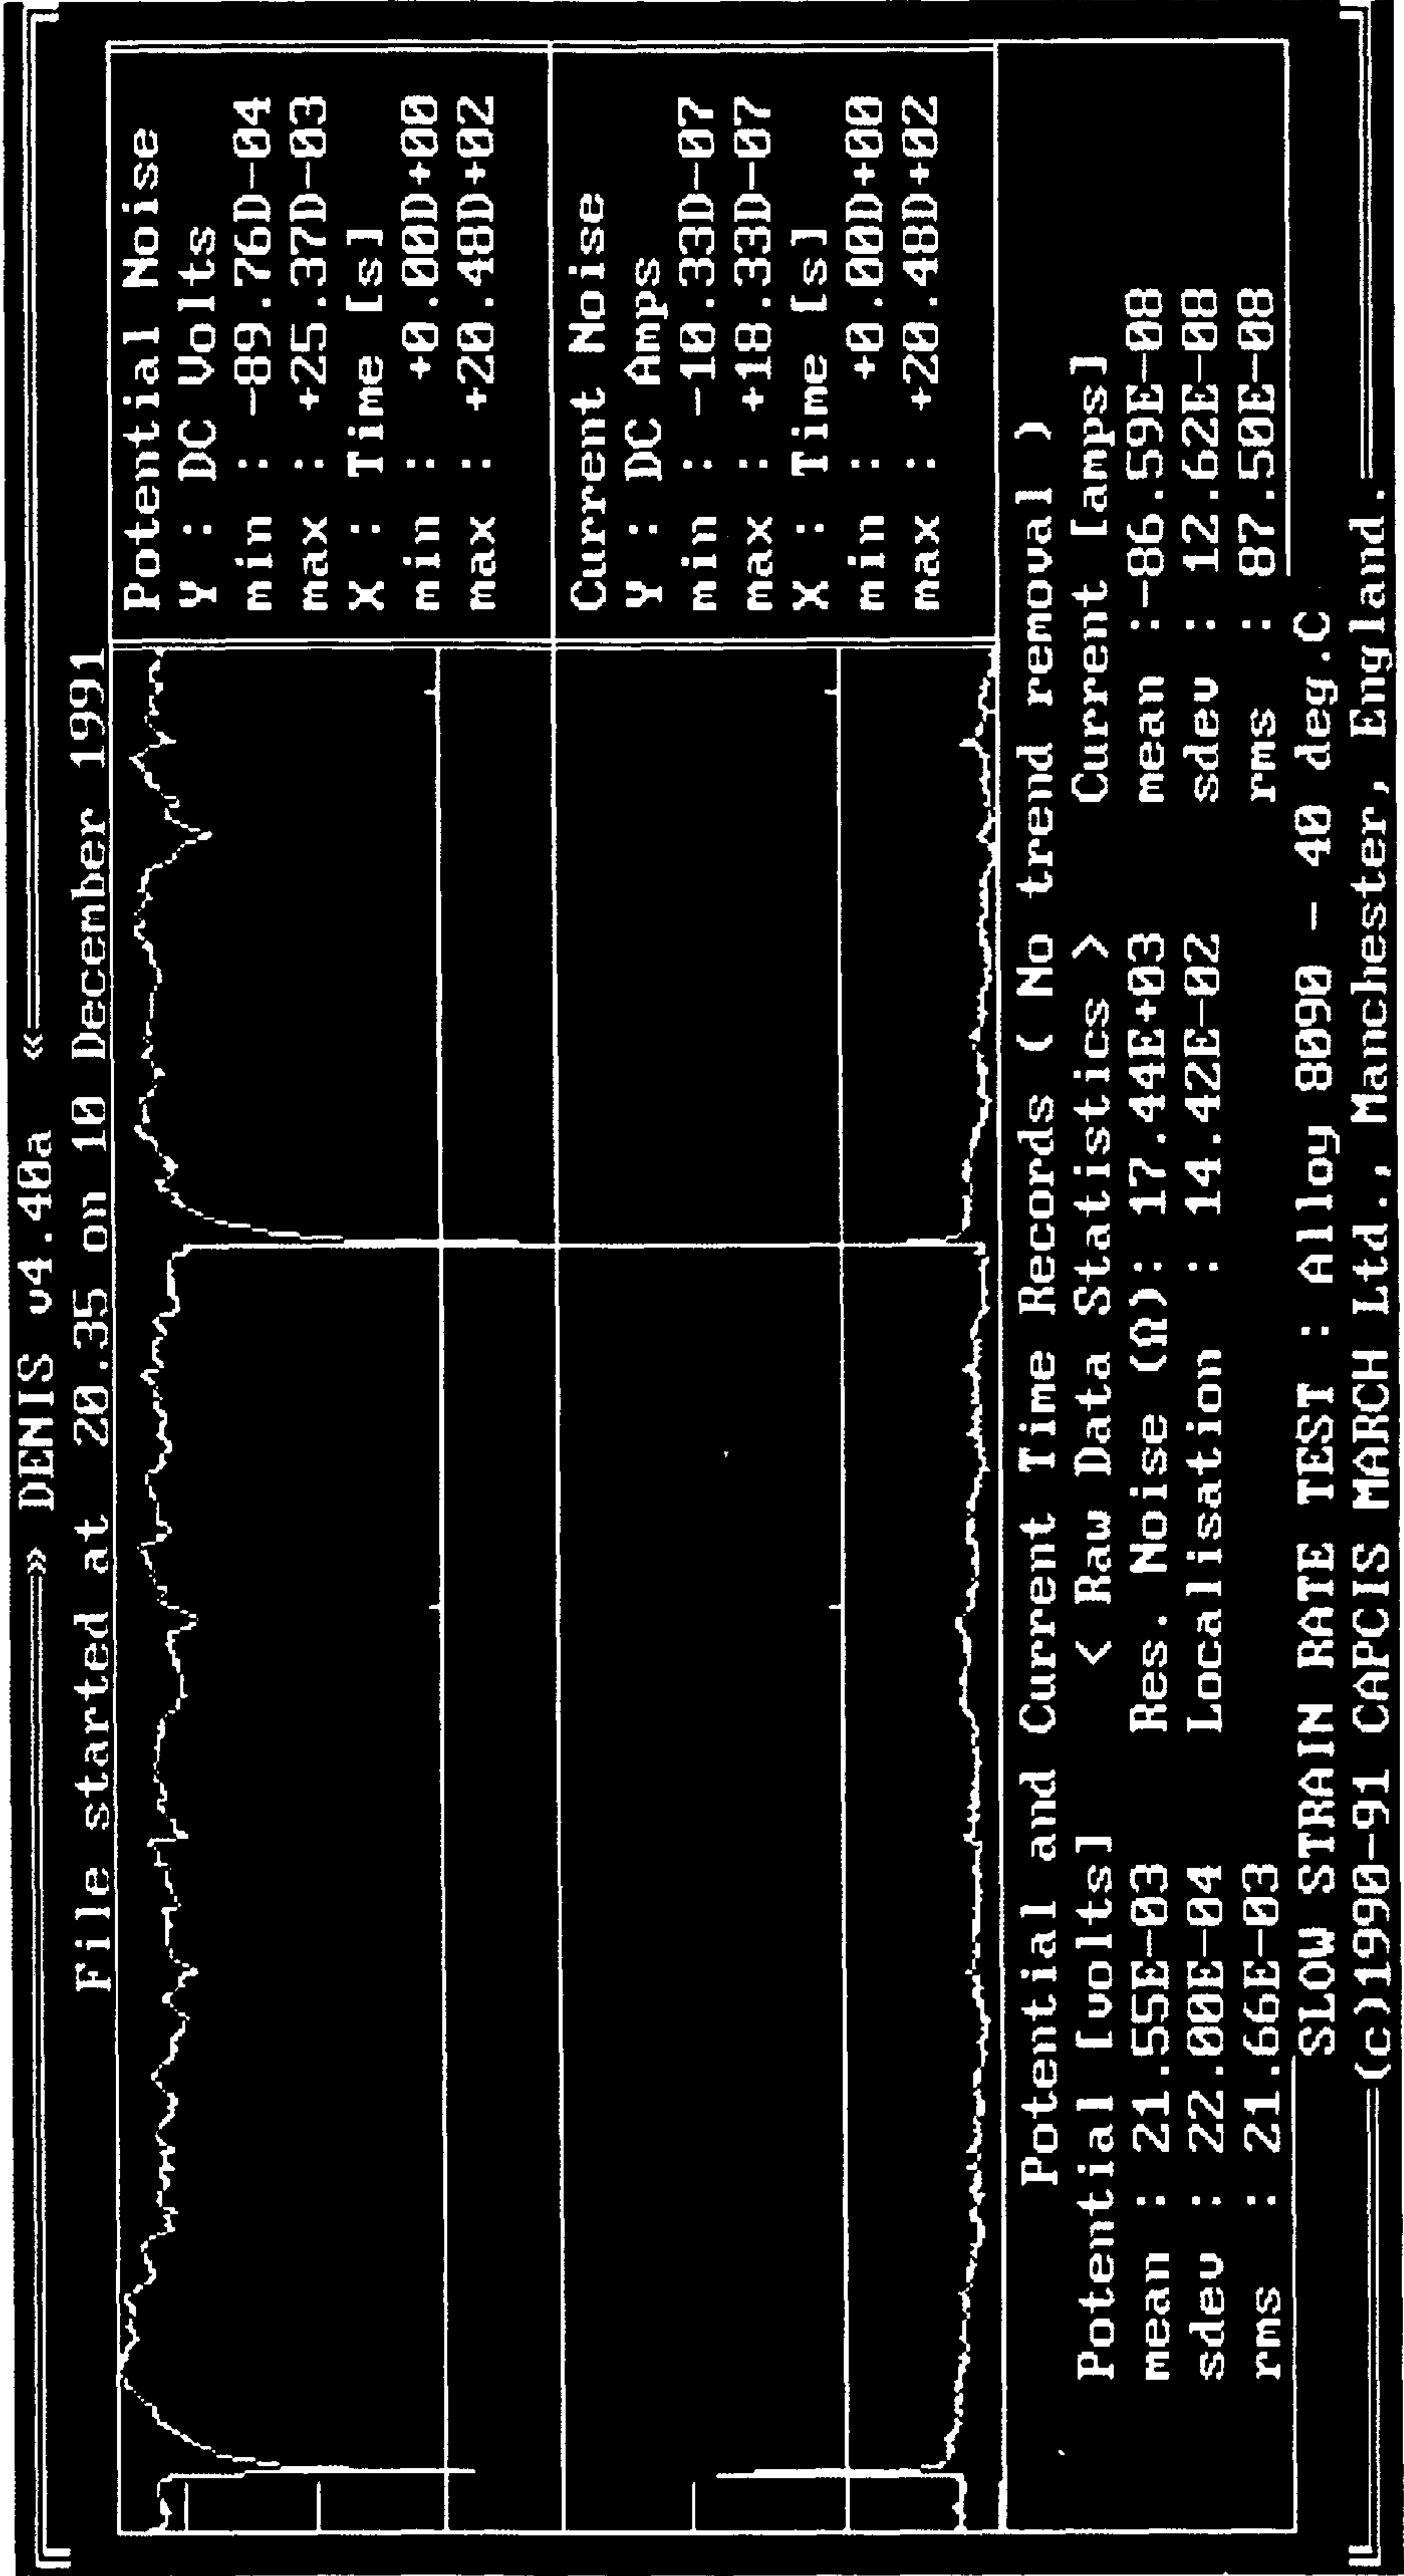 » DENIS v4.40a «
File started at 20.35 on 10 December 1991
Potential Noise
Y : DC Volts
min : -89.76D-04
max : +25.37D-03
X : Time [s]
min : +0.00D+00
max : +20.48D+02
Current Noise
Y : DC Amps
min : -10.33D-07
max : +18.33D-07
X : Time [s]
min : +0.00D+00
max : +20.48D+02
Potential and Current Time Records ( No trend removal )
Potential [volts] < Raw Data Statistics > Current [amps]
mean : 21.55E-03 Res. Noise (Ω): 17.44E+03 mean :-86.59E-08
sdev : 22.00E-04 Localisation : 14.42E-02 sdev : 12.62E-08
rms : 21.66E-03 rms : 87.50E-08
SLOW STRAIN RATE TEST : Alloy 8090 - 40 deg.C
(c)1990-91 CAPCIS MARCH Ltd., Manchester, England.